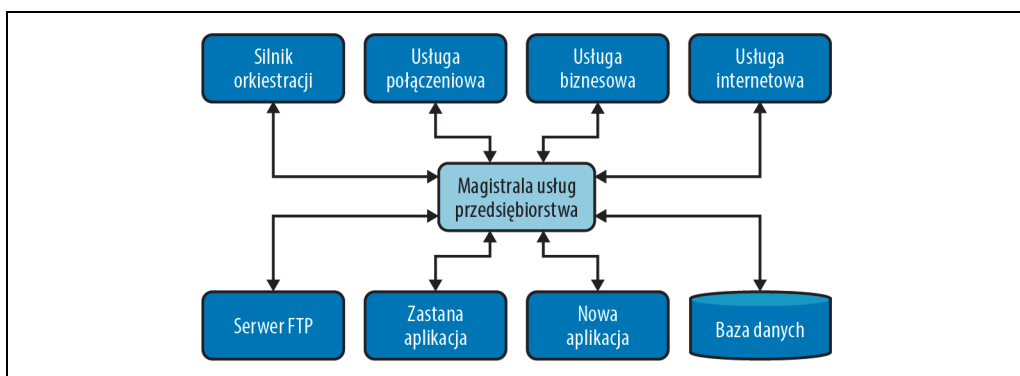 Silnik
orkiestracji
Usługa
połączeniowa
Usługa
biznesowa
Usługa
internetowa
Magistrala usług
przedsiębiorstwa
Serwer FTP
Zastana
aplikacja
Nowa
aplikacja
Baza danych